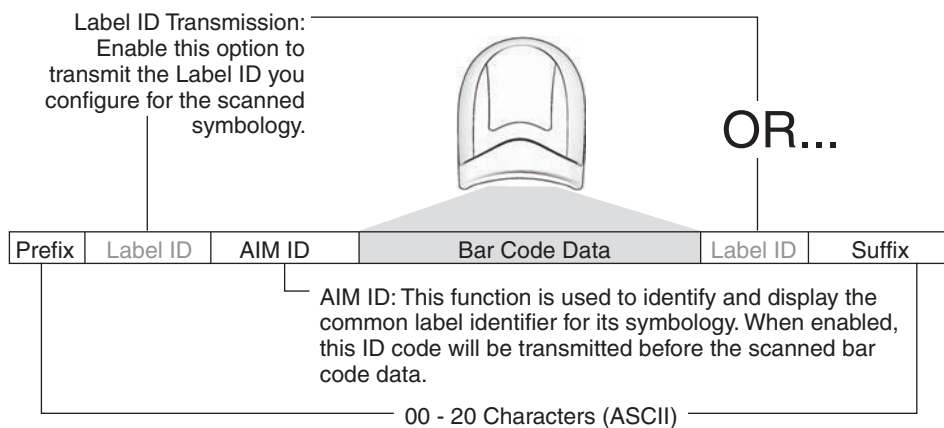 Label ID Transmission:
Enable this option to
transmit the Label ID you
configure for the scanned
symbology.
OR...
Prefix Label ID AIM ID Bar Code Data Label ID Suffix
AIM ID: This function is used to identify and display the
common label identifier for its symbology. When enabled,
this ID code will be transmitted before the scanned bar
code data.
00 - 20 Characters (ASCII)